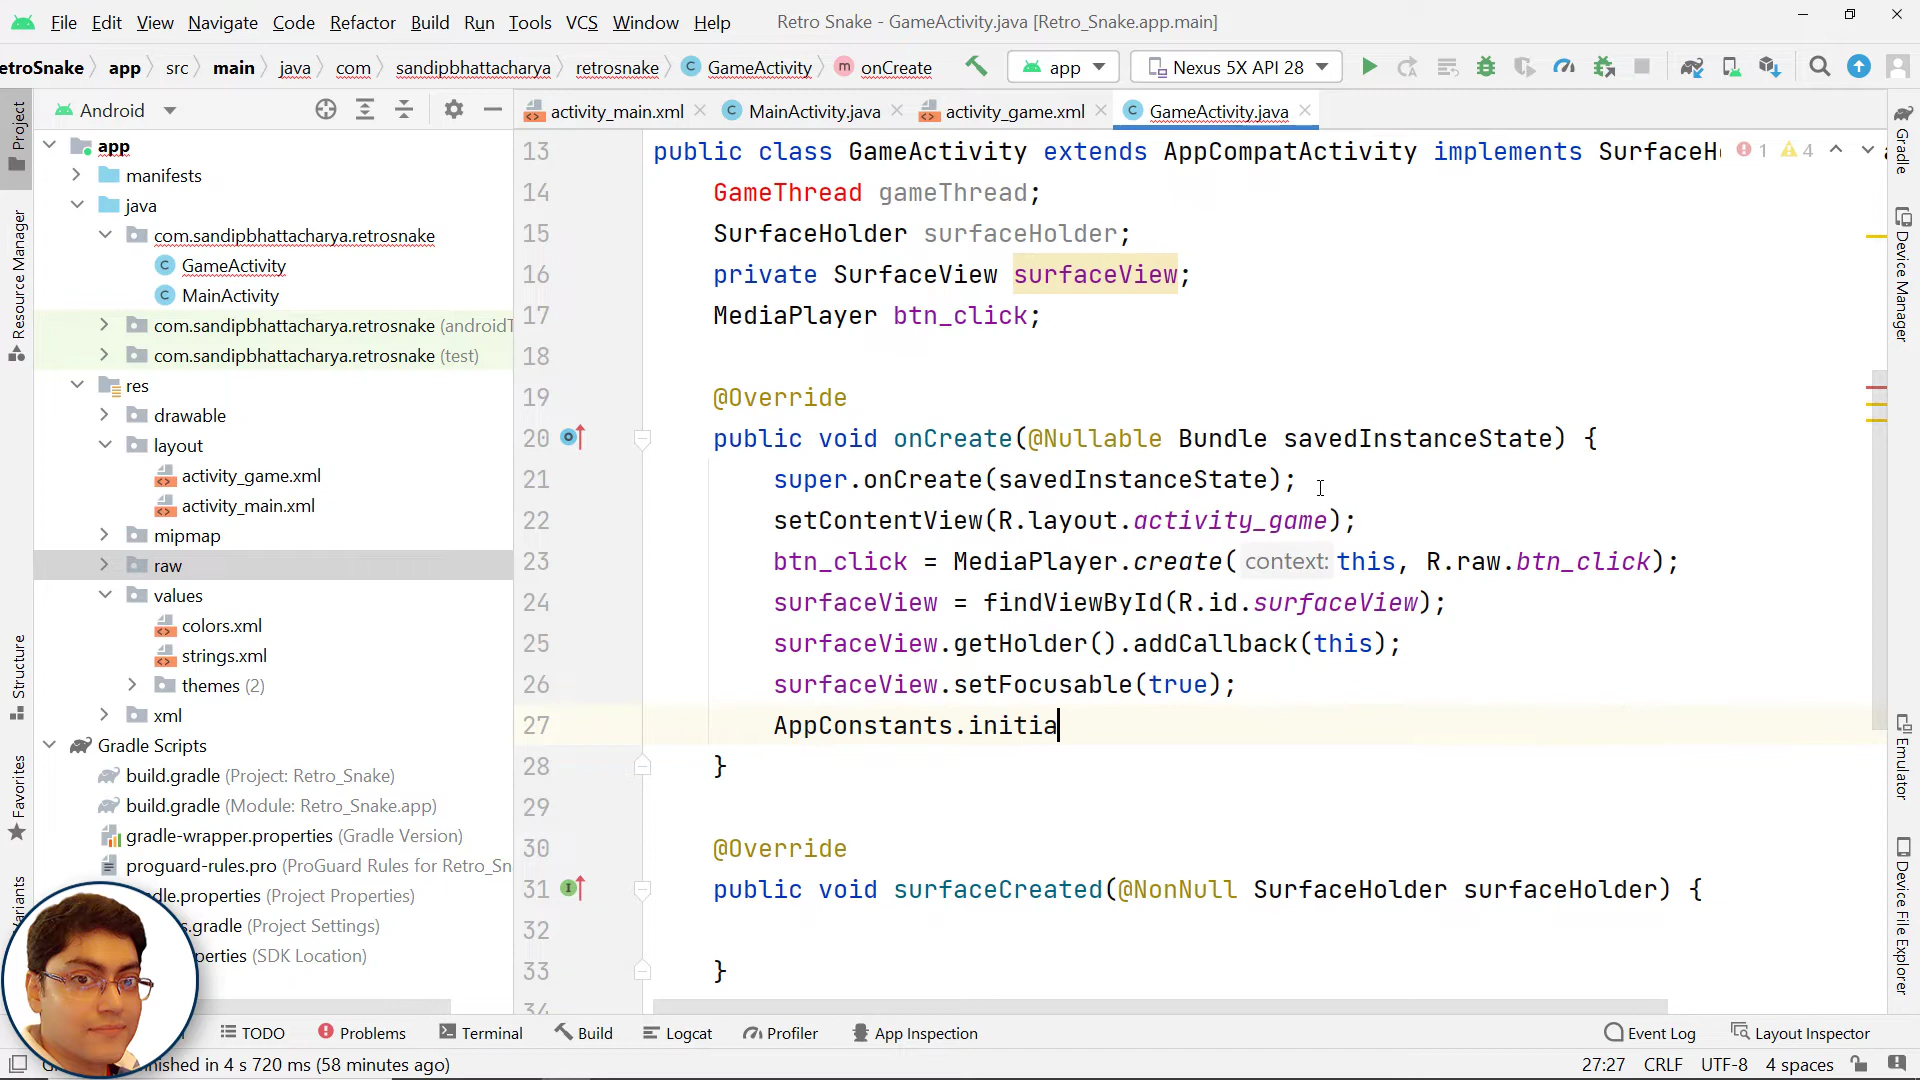 File Edit View Navigate Code Refactor Build Run Tools VCS Window Help Retro Snake - GameActivity.java [Retro_Snake.app.main]
etroSnake app src main java com sandipbhattacharya retrosnake GameActivity onCreate app Nexus 5X API 28
Android
activity_main.xml MainActivity.java activity_game.xml GameActivity.java
Project
Resource Manager
Structure
Favorites
app
manifests
java
com.sandipbhattacharya.retrosnake
GameActivity
MainActivity
com.sandipbhattacharya.retrosnake (androidT
com.sandipbhattacharya.retrosnake (test)
res
drawable
layout
activity_game.xml
activity_main.xml
mipmap
raw
values
colors.xml
strings.xml
themes (2)
xml
Gradle Scripts
build.gradle (Project: Retro_Snake)
build.gradle (Module: Retro_Snake.app)
gradle-wrapper.properties (Gradle Version)
proguard-rules.pro (ProGuard Rules for Retro_Sn
dle.properties (Project Properties)
s.gradle (Project Settings)
perties (SDK Location)
13 public class GameActivity extends AppCompatActivity implements SurfaceH 1 4
14 GameThread gameThread;
15 SurfaceHolder surfaceHolder;
16 private SurfaceView surfaceView;
17 MediaPlayer btn_click;
18
19 @Override
20 public void onCreate(@Nullable Bundle savedInstanceState) {
21 super.onCreate(savedInstanceState);
22 setContentView(R.layout.activity_game);
23 btn_click = MediaPlayer.create( context: this, R.raw.btn_click);
24 surfaceView = findViewById(R.id.surfaceView);
25 surfaceView.getHolder().addCallback(this);
26 surfaceView.setFocusable(true);
27 AppConstants.initia
28 }
29
30 @Override
31 public void surfaceCreated(@NonNull SurfaceHolder surfaceHolder) {
32
33 }
34
Gradle
Device Manager
Emulator
Device File Explorer
TODO Problems Terminal Build Logcat Profiler App Inspection Event Log Layout Inspector
nished in 4 s 720 ms (58 minutes ago) 27:27 CRLF UTF-8 4 spaces